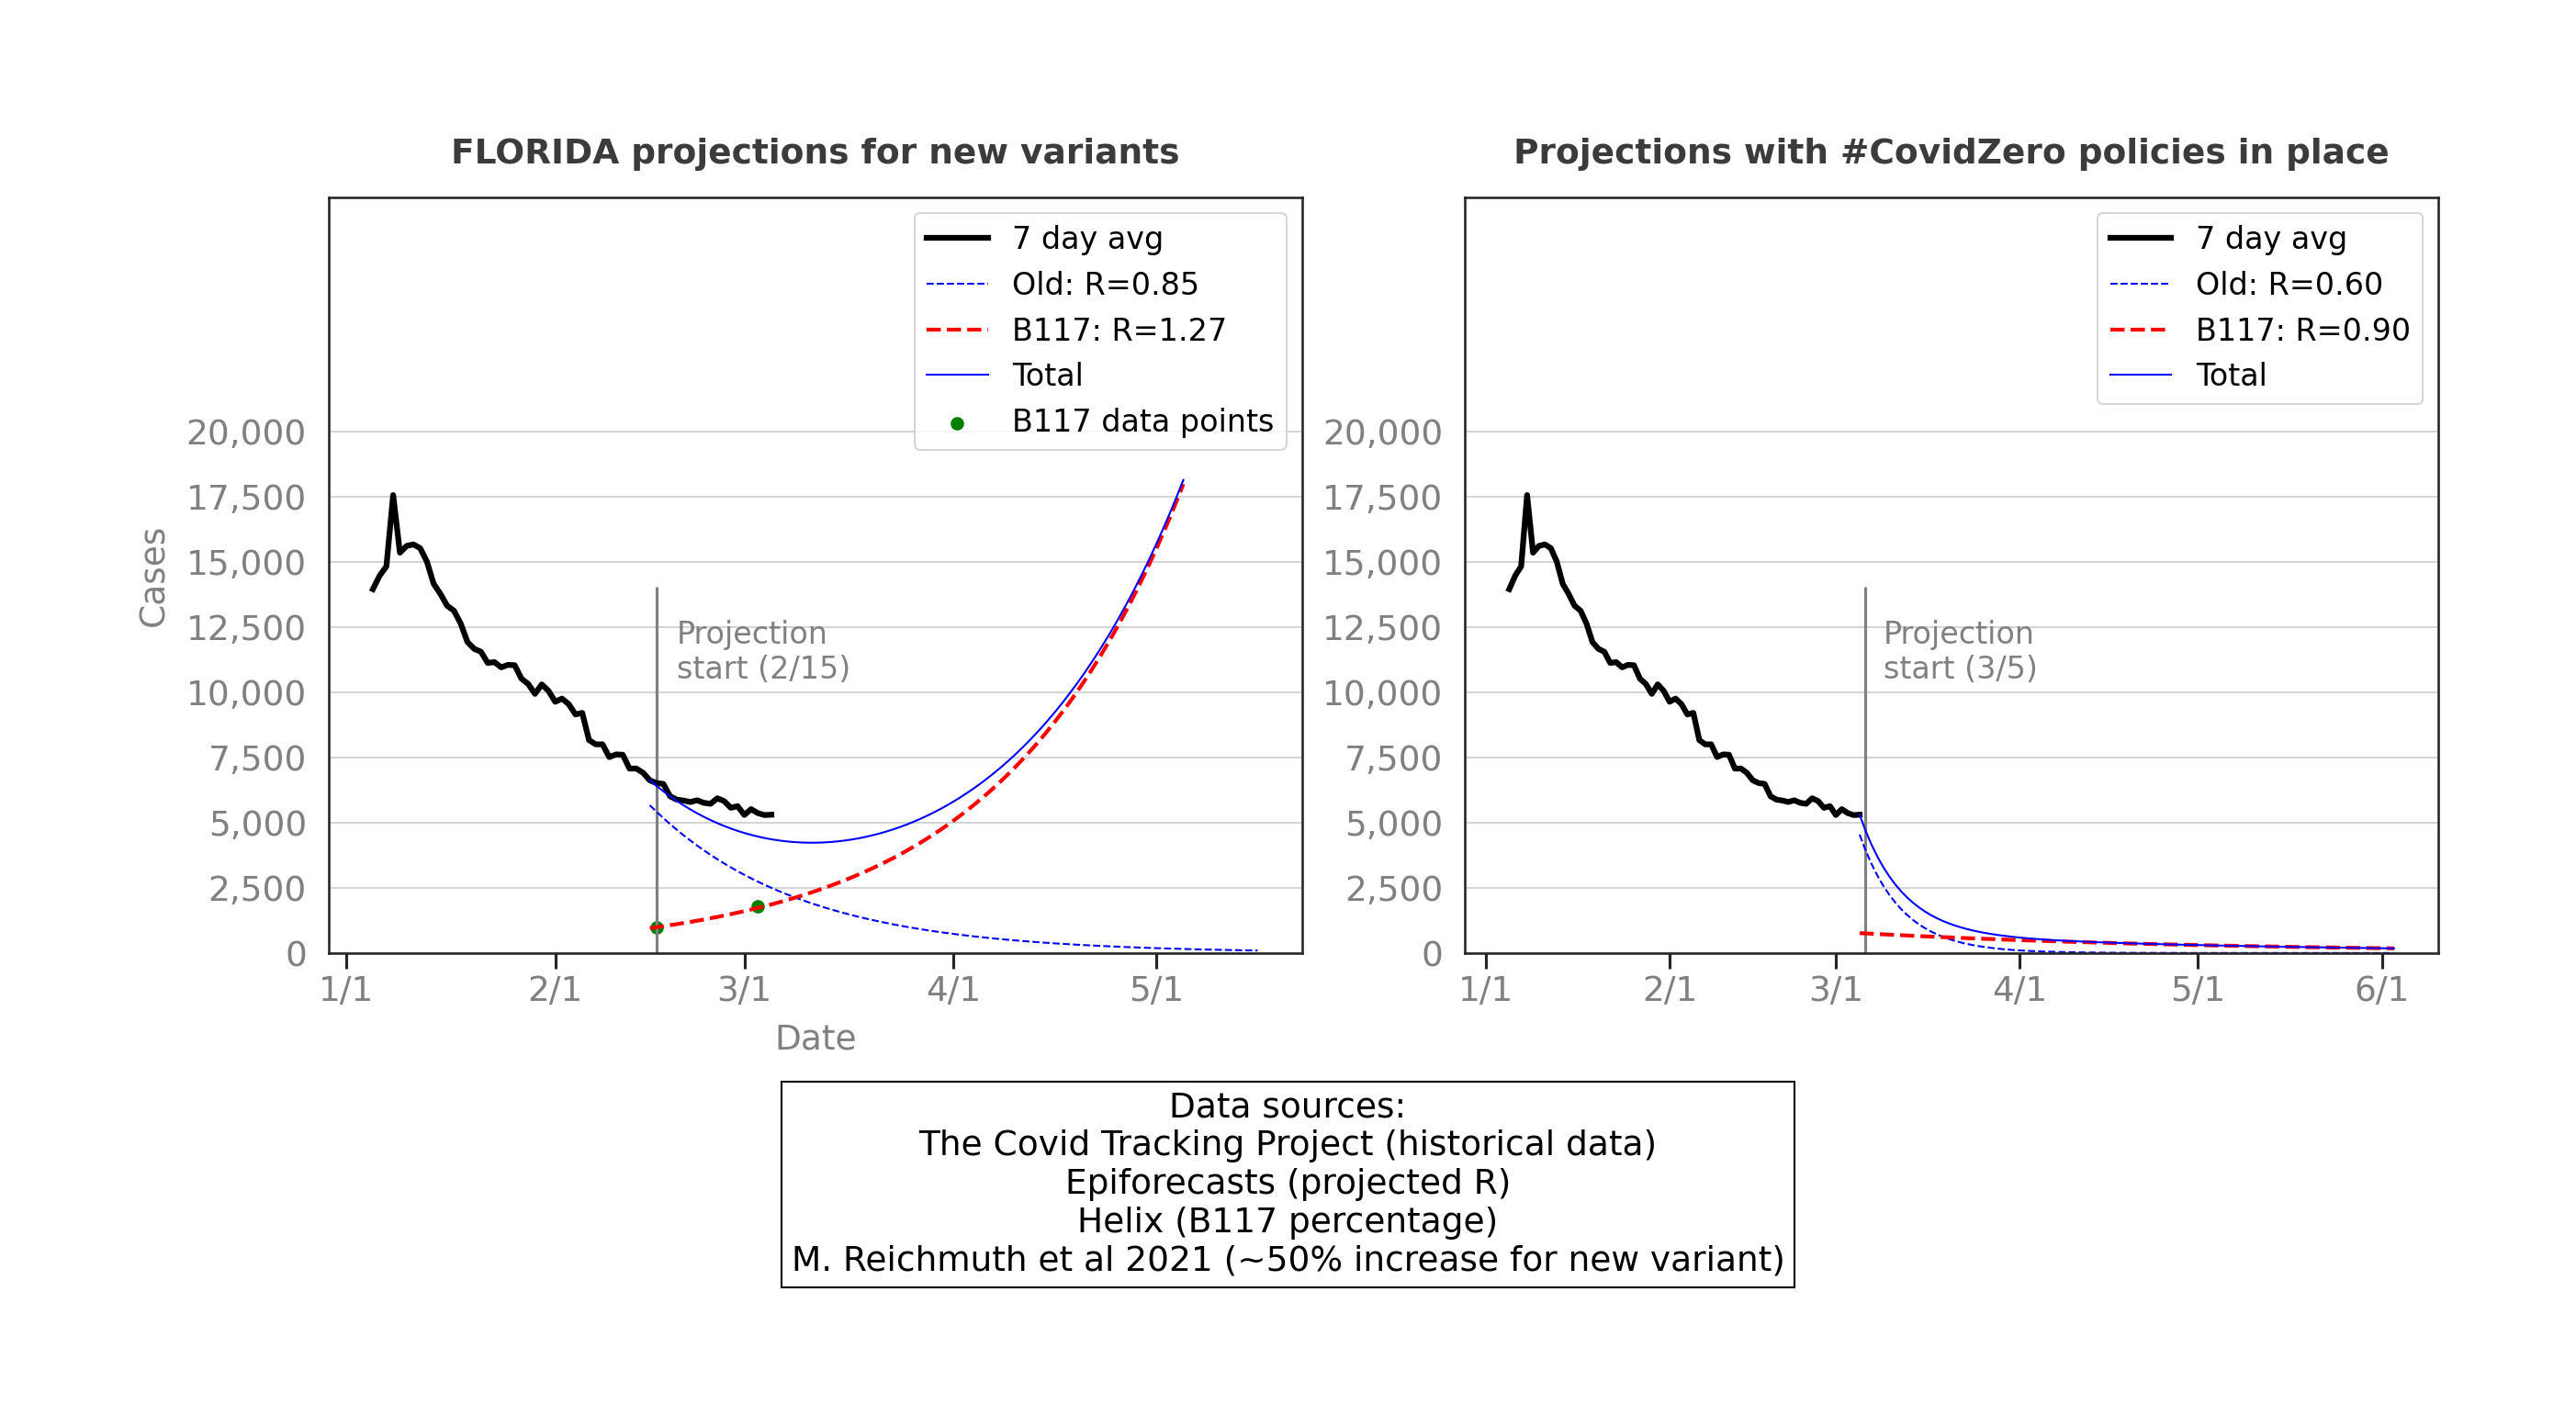 FLORIDA projections for new variants
7 day avg
Old: R=0.85
B117: R=1.27
Total
B117 data points
20,000
17,500
15,000
12,500
10,000
7,500
5,000
2,500
0
Cases
Projection
start (2/15)
1/1
2/1
3/1
4/1
5/1
Date
Projections with #CovidZero policies in place
7 day avg
Old: R=0.60
B117: R=0.90
Total
20,000
17,500
15,000
12,500
10,000
7,500
5,000
2,500
0
Projection
start (3/5)
1/1
2/1
3/1
4/1
5/1
6/1
Data sources:
The Covid Tracking Project (historical data)
Epiforecasts (projected R)
Helix (B117 percentage)
M. Reichmuth et al 2021 (~50% increase for new variant)